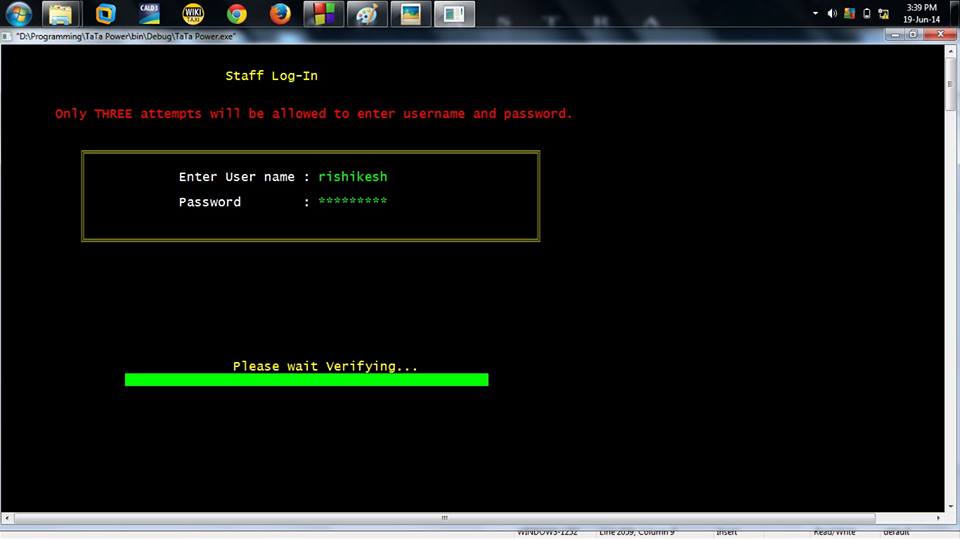 CALD3
WIKI
TAXI
S T R A
3:39 PM
19-Jun-14
"D:\Programming\TaTa Power\bin\Debug\TaTa Power.exe"
Staff Log-In
Only THREE attempts will be allowed to enter username and password.
Enter User name : rishikesh
Password : *********
Please wait Verifying...
WINDOWS-1252 Line 2059, Column 9 Insert Read/Write default